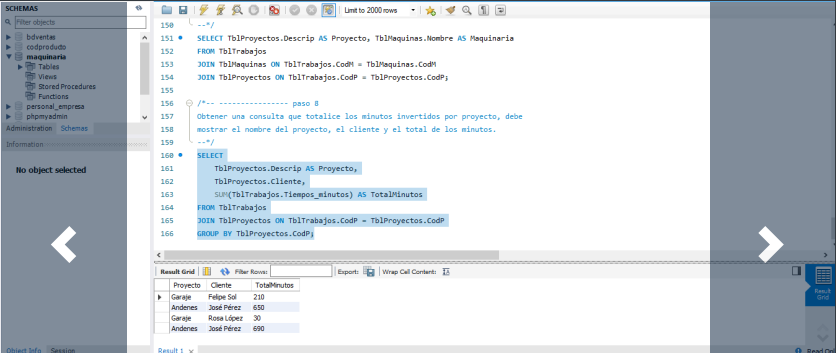 SCHEMAS
Filter objects
bdventas
codproducto
maquinaria
Tables
Views
Stored Procedures
Functions
personal_empresa
phpmyadmin
Administration Schemas
Information
No object selected
Object Info Session
Limit to 2000 rows
150 --*/
151 SELECT TblProyectos.Descrip AS Proyecto, TblMaquinas.Nombre AS Maquinaria
152 FROM TblTrabajos
153 JOIN TblMaquinas ON TblTrabajos.CodM = TblMaquinas.CodM
154 JOIN TblProyectos ON TblTrabajos.CodP = TblProyectos.CodP;
155
156 /*-- ---------------- paso 8
157 Obtener una consulta que totalice los minutos invertidos por proyecto, debe
158 mostrar el nombre del proyecto, el cliente y el total de los minutos.
159 --*/
160 SELECT
161 TblProyectos.Descrip AS Proyecto,
162 TblProyectos.Cliente,
163 SUM(TblTrabajos.Tiempos_minutos) AS TotalMinutos
164 FROM TblTrabajos
165 JOIN TblProyectos ON TblTrabajos.CodP = TblProyectos.CodP
166 GROUP BY TblProyectos.CodP;
Result Grid Filter Rows: Export: Wrap Cell Content:
Proyecto Cliente TotalMinutos
Garaje Felipe Sol 210
Andenes José Pérez 650
Garaje Rosa López 30
Andenes José Pérez 690
Result 1
Result
Grid
Read Onl